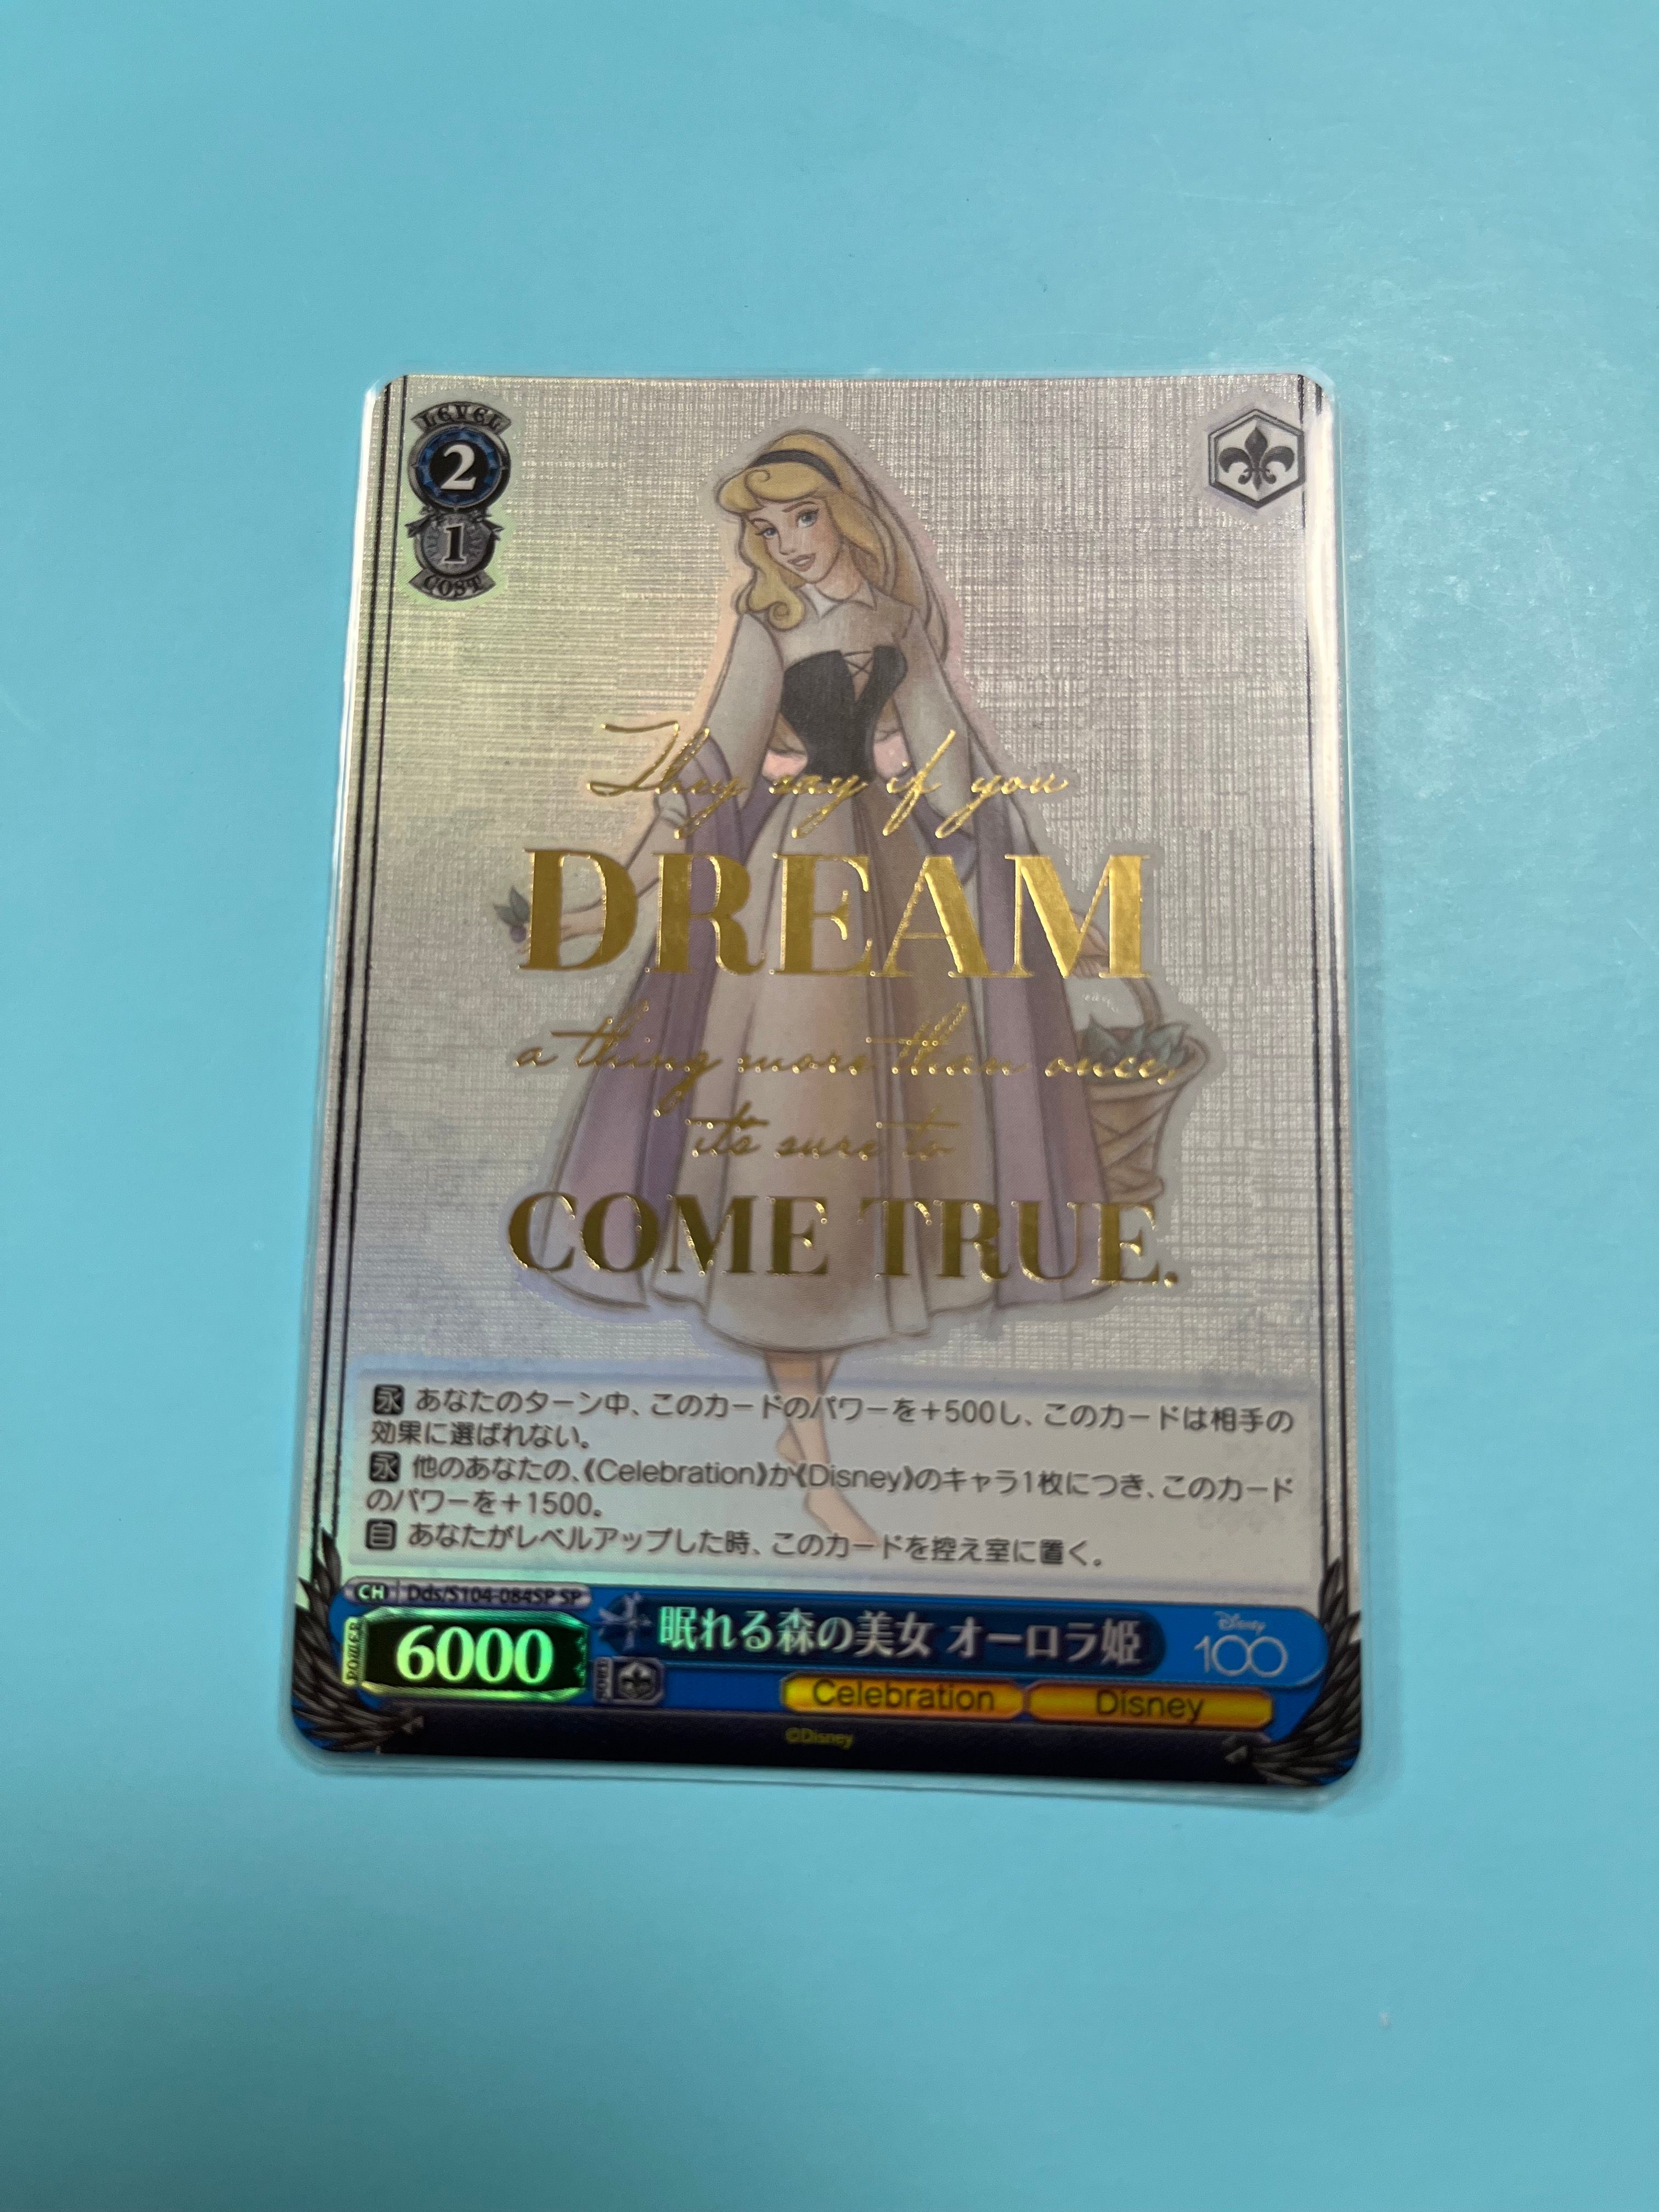 LEVEL
2
1
COST
They say if you
DREAM
a thing more than once,
it's sure to
COME TRUE.
永 あなたのターン中、このカードのパワーを+500し、このカードは相手の
効果に選ばれない。
永 他のあなたの、《Celebration》か《Disney》のキャラ1枚につき、このカード
のパワーを+1500。
自 あなたがレベルアップした時、このカードを控え室に置く。
CH Dds/S104-084SP SP
POWER 6000
眠れる森の美女 オーロラ姫
Disney
100
SIDE
Celebration Disney
©Disney